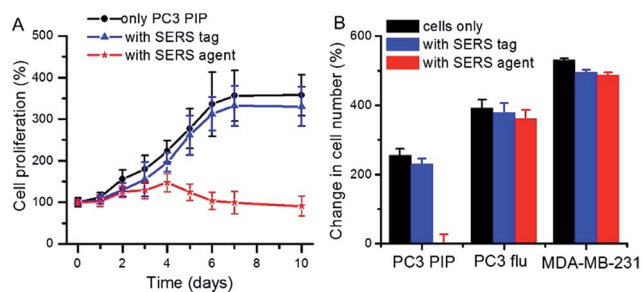 A
only PC3 PIP
with SERS tag
with SERS agent
Cell proliferation (%)
500
400
300
200
100
0
0 2 4 6 8 10
Time (days)
B
cells only
with SERS tag
with SERS agent
Change in cell number (%)
600
400
200
0
PC3 PIP PC3 flu MDA-MB-231